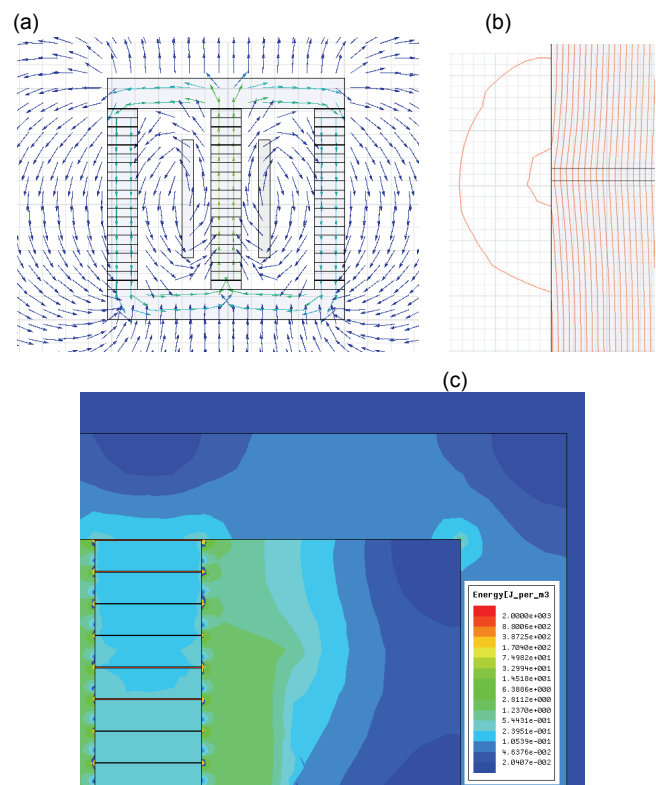 (a)
(b)
(c)
Energy[J_per_m3
2.0000e+003
8.8006e+002
3.8725e+002
1.7040e+002
7.4982e+001
3.2994e+001
1.4518e+001
6.3886e+000
2.8112e+000
1.2370e+000
5.4431e-001
2.3951e-001
1.0539e-001
4.6376e-002
2.0407e-002